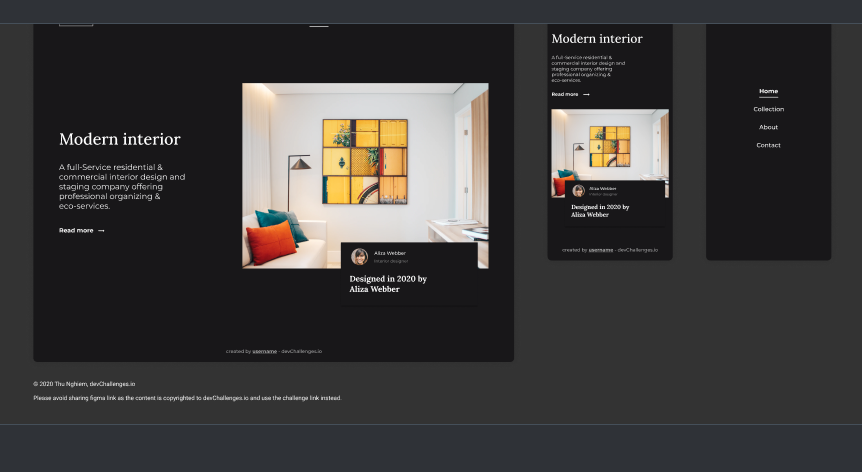 Modern interior
A full-Service residential &
commercial interior design and
staging company offering
professional organizing &
eco-services.
Read more →
Aliza Webber
Interior designer
Designed in 2020 by
Aliza Webber
created by username - devChallenges.io
Modern interior
A full-Service residential &
commercial interior design and
staging company offering
professional organizing &
eco-services.
Read more →
Aliza Webber
Interior designer
Designed in 2020 by
Aliza Webber
created by username - devChallenges.io
Home
Collection
About
Contact
© 2020 Thu Nghiem, devChallenges.io
Please avoid sharing figma link as the content is copyrighted to devChallenges.io and use the challenge link instead.